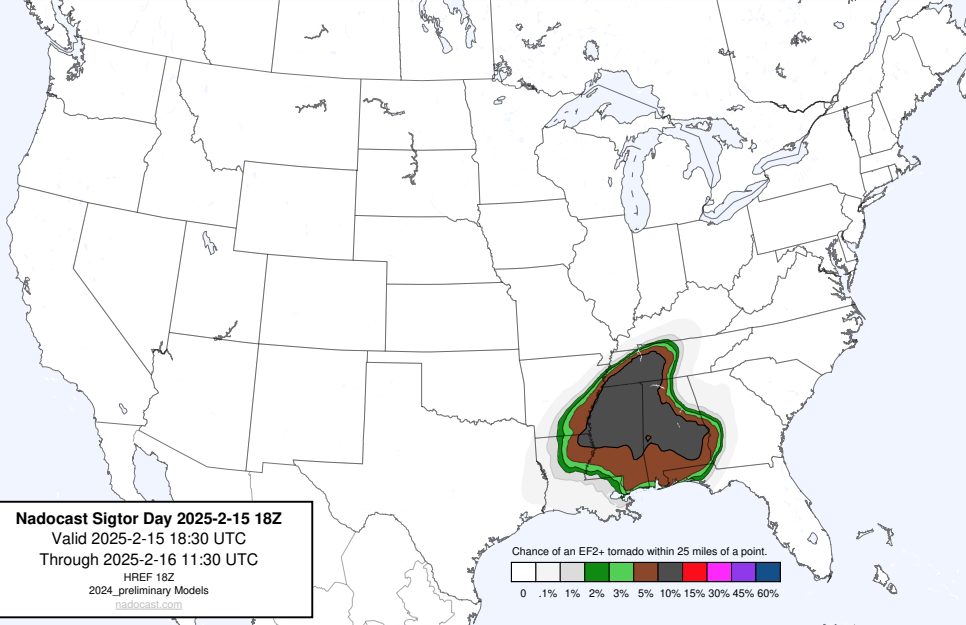 Nadocast Sigtor Day 2025-2-15 18Z
Valid 2025-2-15 18:30 UTC
Through 2025-2-16 11:30 UTC
HREF 18Z
2024_preliminary Models
nadocast.com
Chance of an EF2+ tornado within 25 miles of a point.
0 .1% 1% 2% 3% 5% 10% 15% 30% 45% 60%